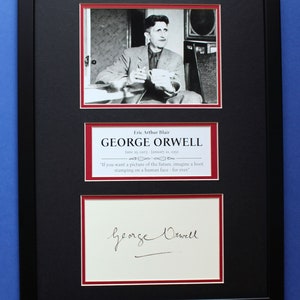 Eric Arthur Blair
GEORGE ORWELL
"If you want a picture of the future, imagine a boot
stamping on a human face - for ever"
George Orwell